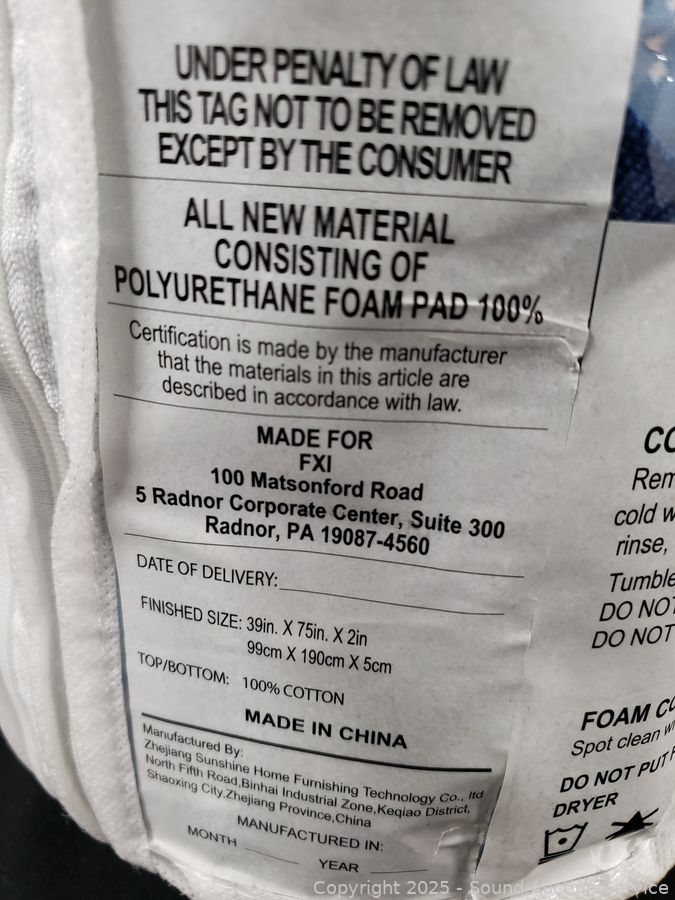 UNDER PENALTY OF LAW
THIS TAG NOT TO BE REMOVED
EXCEPT BY THE CONSUMER
ALL NEW MATERIAL
CONSISTING OF
POLYURETHANE FOAM PAD 100%
Certification is made by the manufacturer
that the materials in this article are
described in accordance with law.
MADE FOR
FXI
100 Matsonford Road
5 Radnor Corporate Center, Suite 300
Radnor, PA 19087-4560
DATE OF DELIVERY:
FINISHED SIZE: 39in. X 75in. X 2in
99cm X 190cm X 5cm
TOP/BOTTOM: 100% COTTON
MADE IN CHINA
Manufactured By:
Zhejiang Sunshine Home Furnishing Technology Co., ltd
North Fifth Road,Binhai Industrial Zone,Keqiao District,
Shaoxing City,Zhejiang Province,China
MANUFACTURED IN:
MONTH YEAR
cold
rinse,
Tumble
DO NOT
DO NOT
FOAM
Spot clean
DO NOT PUT
DRYER
Copyright 2025 - Sound Service